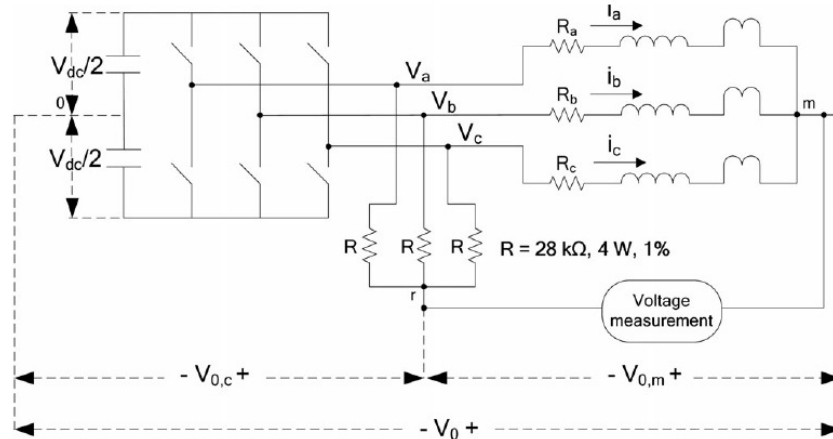 V_dc/2
0
V_dc/2
V_a
V_b
V_c
R_a
i_a
R_b
i_b
R_c
i_c
m
R
R
R
R = 28 kΩ, 4 W, 1%
r
Voltage
measurement
- V_0,c +
- V_0,m +
- V_0 +